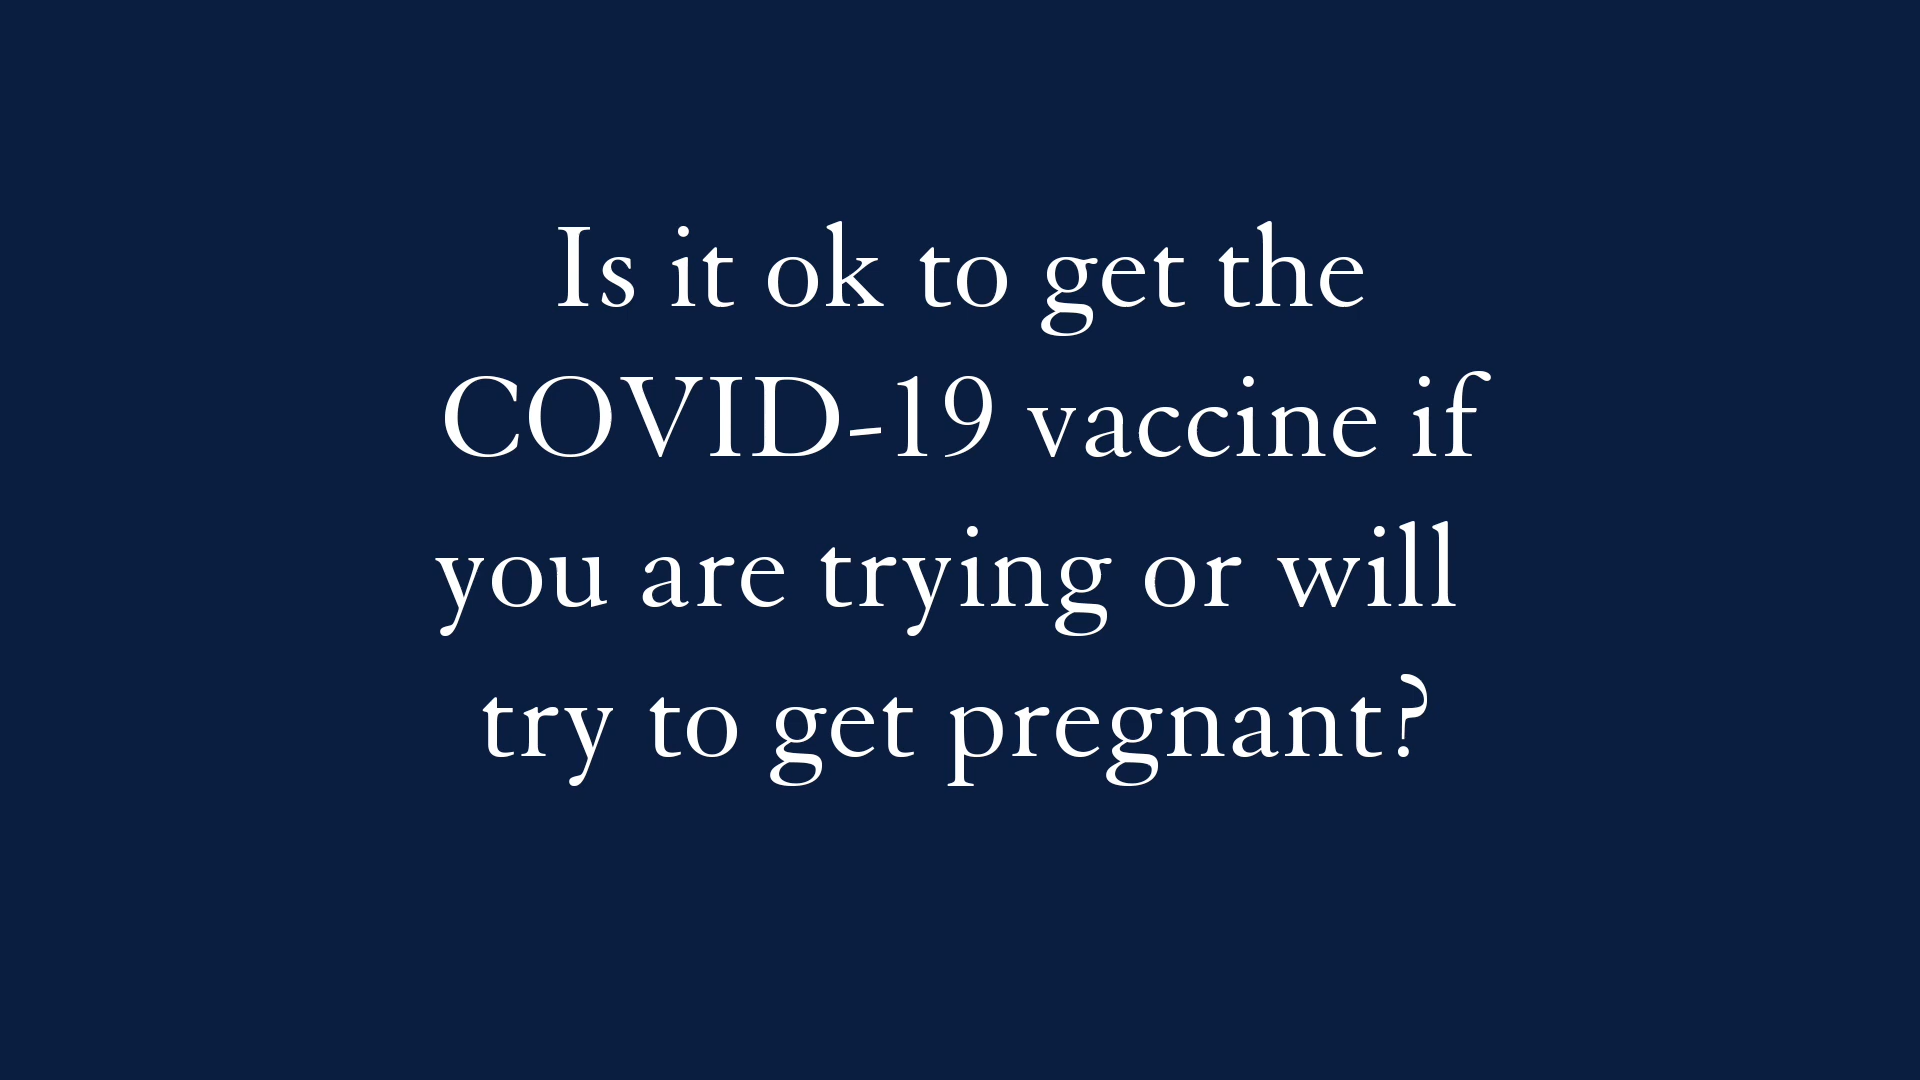 Is it ok to get the
COVID-19 vaccine if
you are trying or will
try to get pregnant?